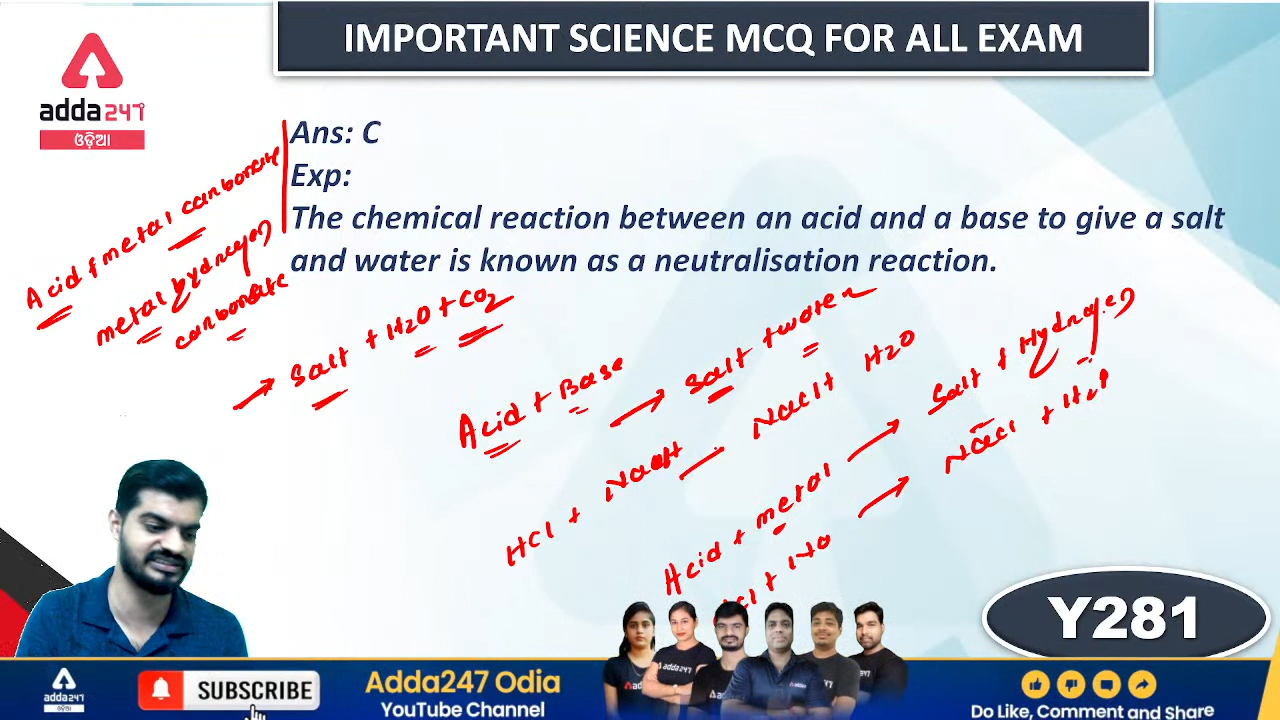 IMPORTANT SCIENCE MCQ FOR ALL EXAM
adda247
ଓଡ଼ିଆ
Ans: C
Exp:
The chemical reaction between an acid and a base to give a salt
and water is known as a neutralisation reaction.
Acid & metal carbonate
metal hydrogen
carbonate
→ Salt + H2O + CO2
Acid + Base → Salt + water
HCl + NaOH — NaCl + H2O
Acid + metal → Salt & Hydrogen
Cl + Na → NaCl + H2↑
Y281
SUBSCRIBE
Adda247 Odia
YouTube Channel
Do Like, Comment and Share